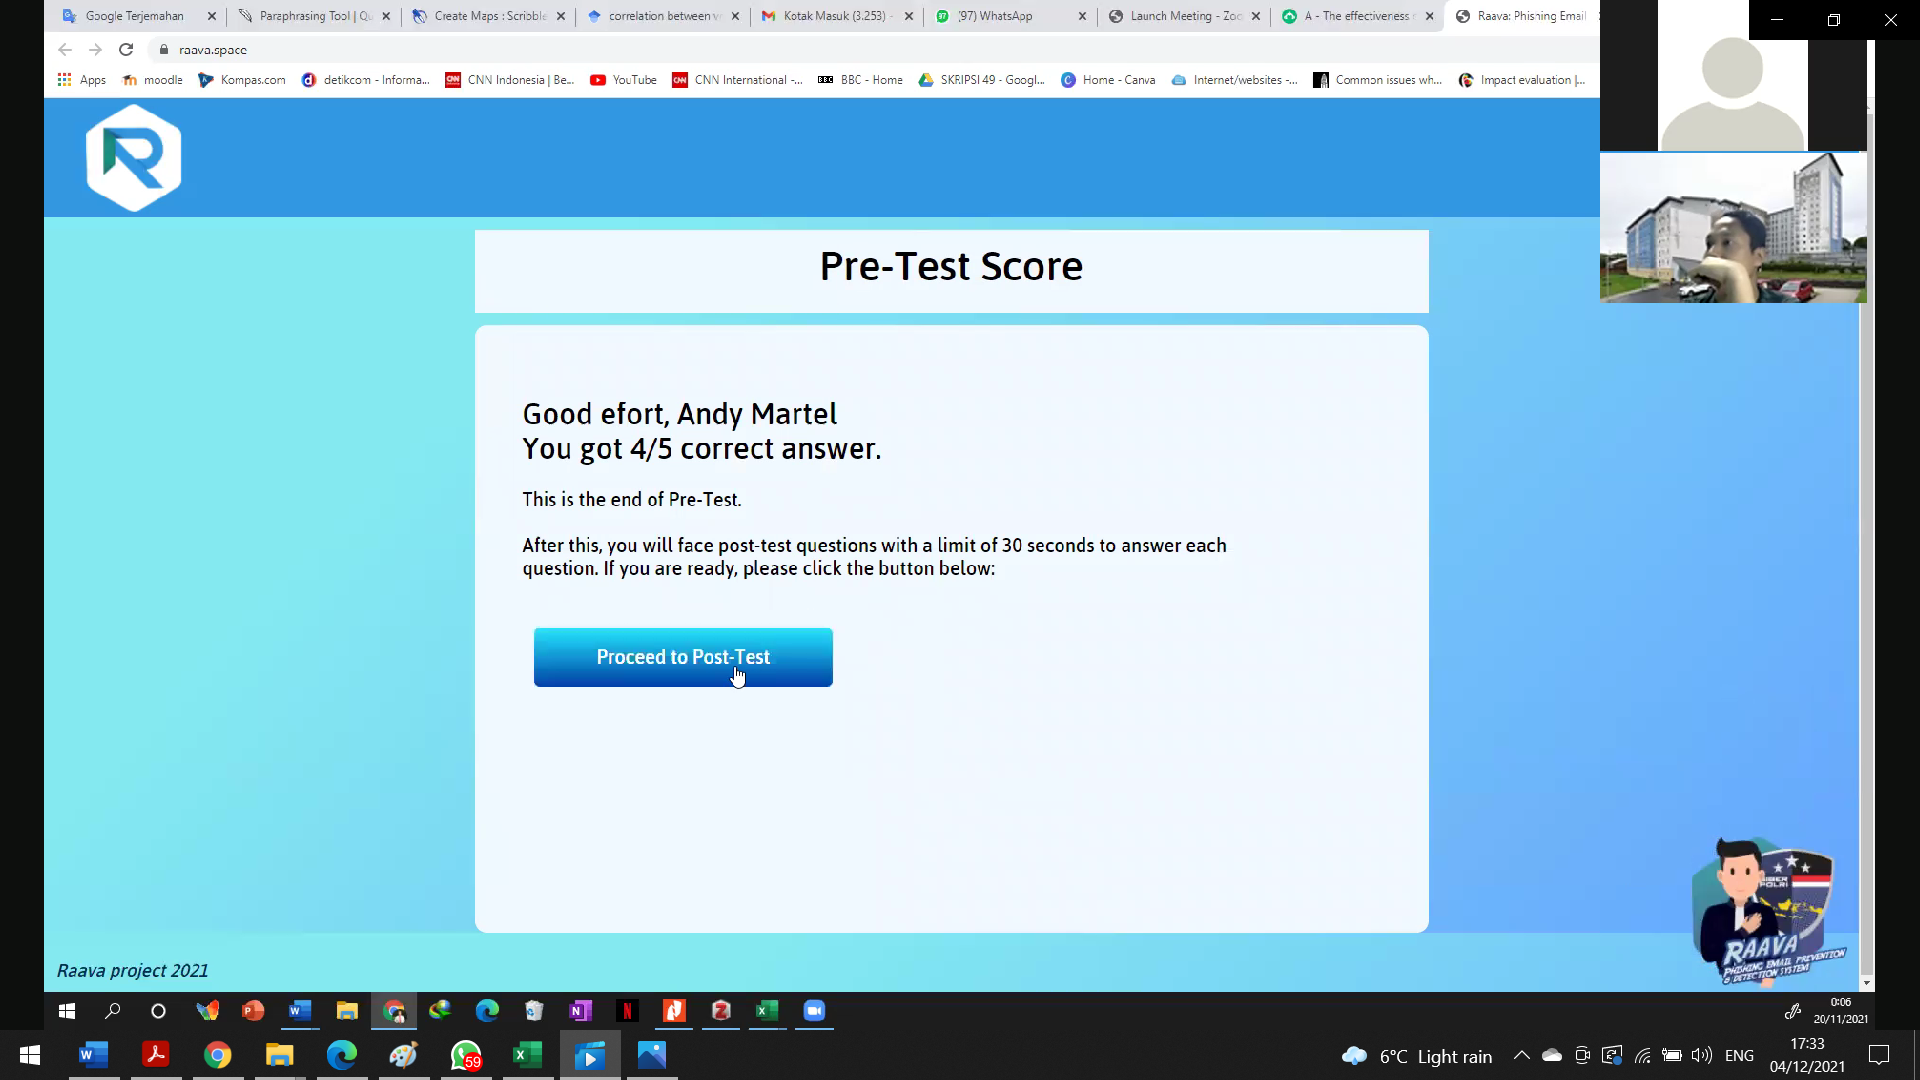 Google Terjemahan
Paraphrasing Tool | Qu
Create Maps : Scribble
correlation between w
Kotak Masuk (3.253) -
(97) WhatsApp
Launch Meeting - Zoo
A - The effectiveness
Raava: Phishing Email
raava.space
Apps
moodle
Kompas.com
detikcom - Informa...
CNN Indonesia | Be...
YouTube
CNN International -...
BBC - Home
SKRIPSI 49 - Googl...
Home - Canva
Internet/websites -...
Common issues wh...
Impact evaluation |...
Pre-Test Score
Good efort, Andy Martel
You got 4/5 correct answer.
This is the end of Pre-Test.
After this, you will face post-test questions with a limit of 30 seconds to answer each
question. If you are ready, please click the button below:
Proceed to Post-Test
SIBER
POLRI
RAAVA
PHISHING EMAIL PREVENTION
& DETECTION SYSTEM
Raava project 2021
0:06
20/11/2021
59
6°C Light rain
ENG
17:33
04/12/2021